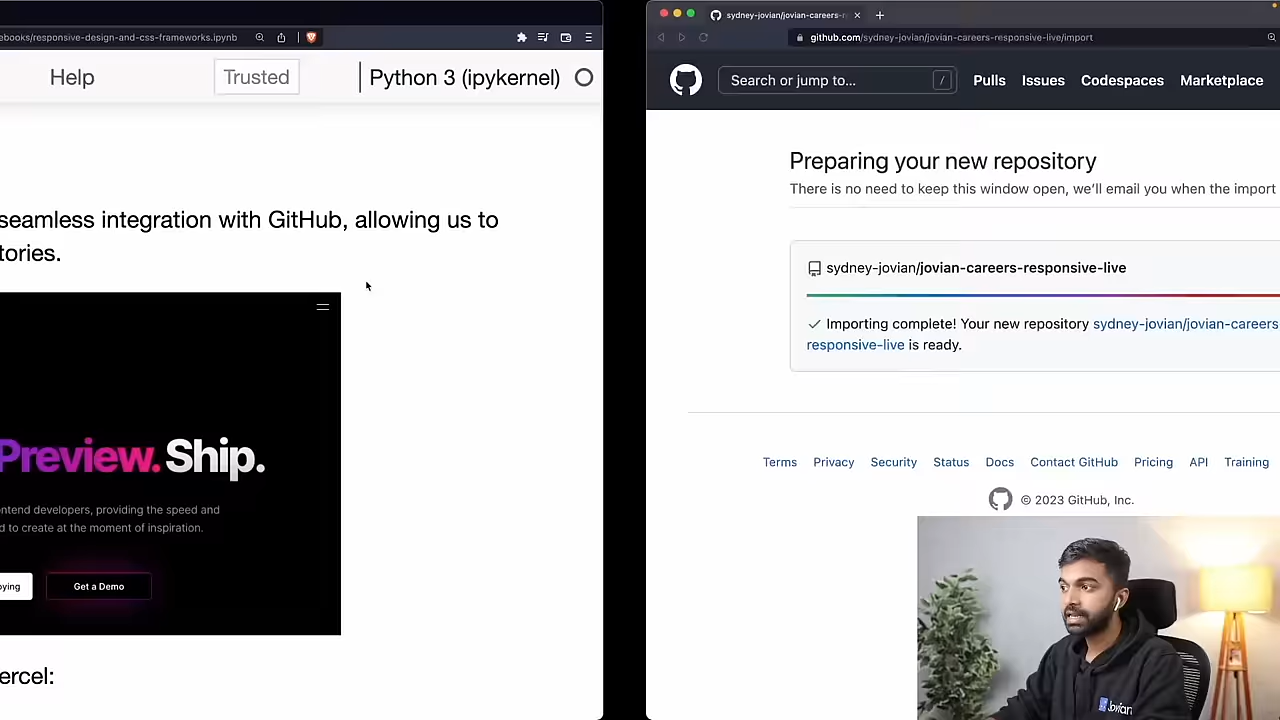 ebooks/responsive-design-and-css-frameworks.ipynb
Help
Trusted
Python 3 (ipykernel)
seamless integration with GitHub, allowing us to
tories.
Preview. Ship.
ntend developers, providing the speed and
d to create at the moment of inspiration.
oying
Get a Demo
ercel:
sydney-jovian/jovian-careers-r
github.com/sydney-jovian/jovian-careers-responsive-live/import
Search or jump to...
/
Pulls
Issues
Codespaces
Marketplace
Preparing your new repository
There is no need to keep this window open, we'll email you when the import
sydney-jovian/jovian-careers-responsive-live
Importing complete! Your new repository sydney-jovian/jovian-careers
responsive-live is ready.
Terms
Privacy
Security
Status
Docs
Contact GitHub
Pricing
API
Training
© 2023 GitHub, Inc.
Jovian